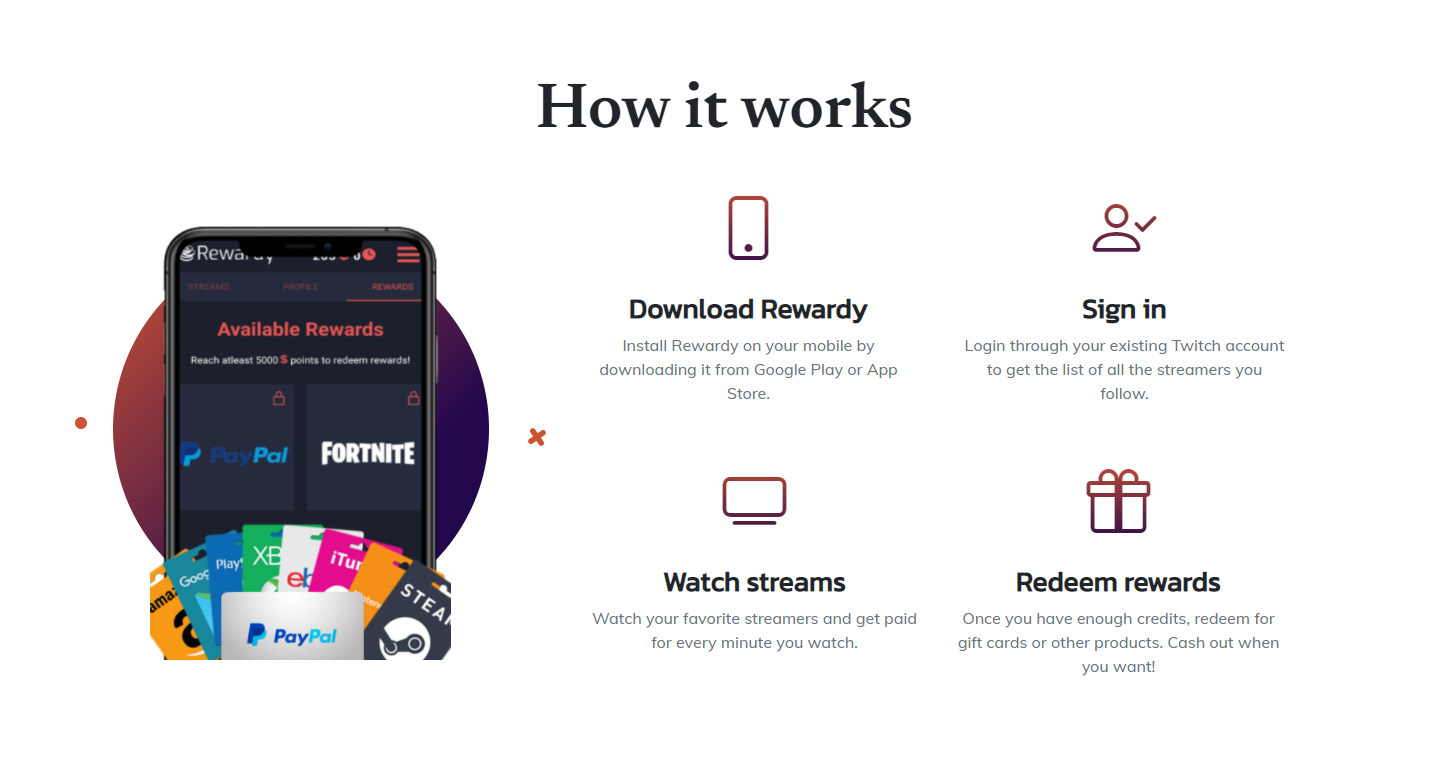 How it works
Rewardy
STREAMS PROFILE REWARDS
Available Rewards
Reach atleast 5000 $ points to redeem rewards!
PayPal FORTNITE
PayPal
Download Rewardy
Install Rewardy on your mobile by
downloading it from Google Play or App
Store.
Sign in
Login through your existing Twitch account
to get the list of all the streamers you
follow.
Watch streams
Watch your favorite streamers and get paid
for every minute you watch.
Redeem rewards
Once you have enough credits, redeem for
gift cards or other products. Cash out when
you want!